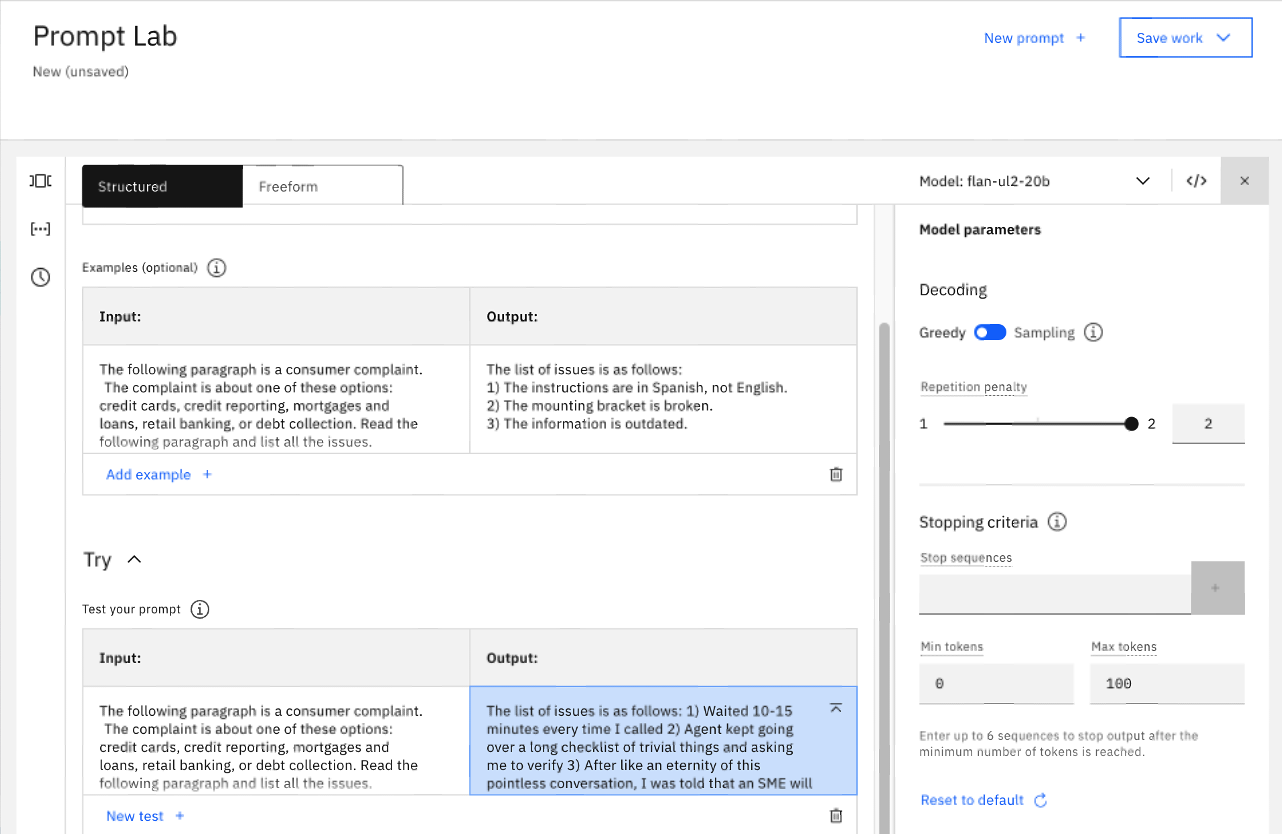 Prompt Lab
New (unsaved)
New prompt +
Save work
Structured
Freeform
Model: flan-ul2-20b
</>
Examples (optional)
Input:
Output:
The following paragraph is a consumer complaint.
The complaint is about one of these options:
credit cards, credit reporting, mortgages and
loans, retail banking, or debt collection. Read the
following paragraph and list all the issues.
The list of issues is as follows:
1) The instructions are in Spanish, not English.
2) The mounting bracket is broken.
3) The information is outdated.
Add example +
Try
Test your prompt
Input:
Output:
The following paragraph is a consumer complaint.
The complaint is about one of these options:
credit cards, credit reporting, mortgages and
loans, retail banking, or debt collection. Read the
following paragraph and list all the issues.
The list of issues is as follows: 1) Waited 10-15
minutes every time I called 2) Agent kept going
over a long checklist of trivial things and asking
me to verify 3) After like an eternity of this
pointless conversation, I was told that an SME will
New test +
Model parameters
Decoding
Greedy
Sampling
Repetition penalty
1
2
2
Stopping criteria
Stop sequences
+
Min tokens
Max tokens
0
100
Enter up to 6 sequences to stop output after the
minimum number of tokens is reached.
Reset to default